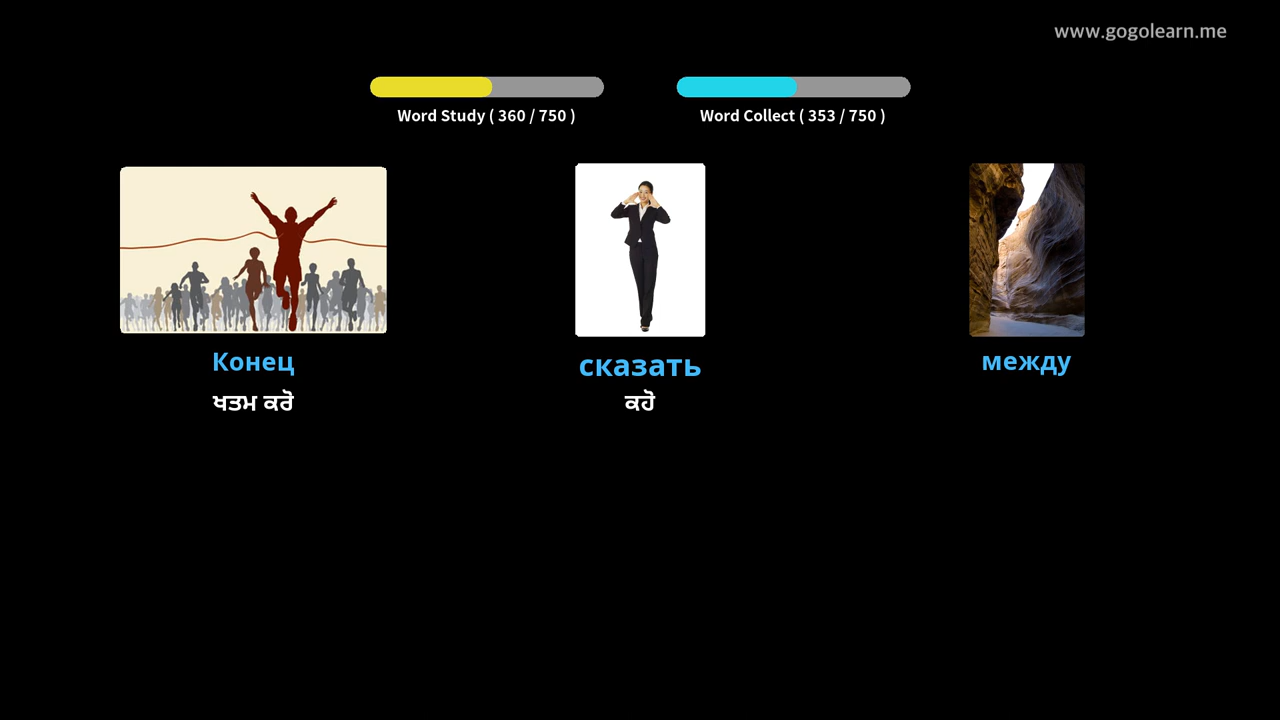 www.gogolearn.me
Word Study ( 360 / 750 )
Word Collect ( 353 / 750 )
Конец
сказать
между
ਖਤਮ ਕਰੋ
ਕਹੋ